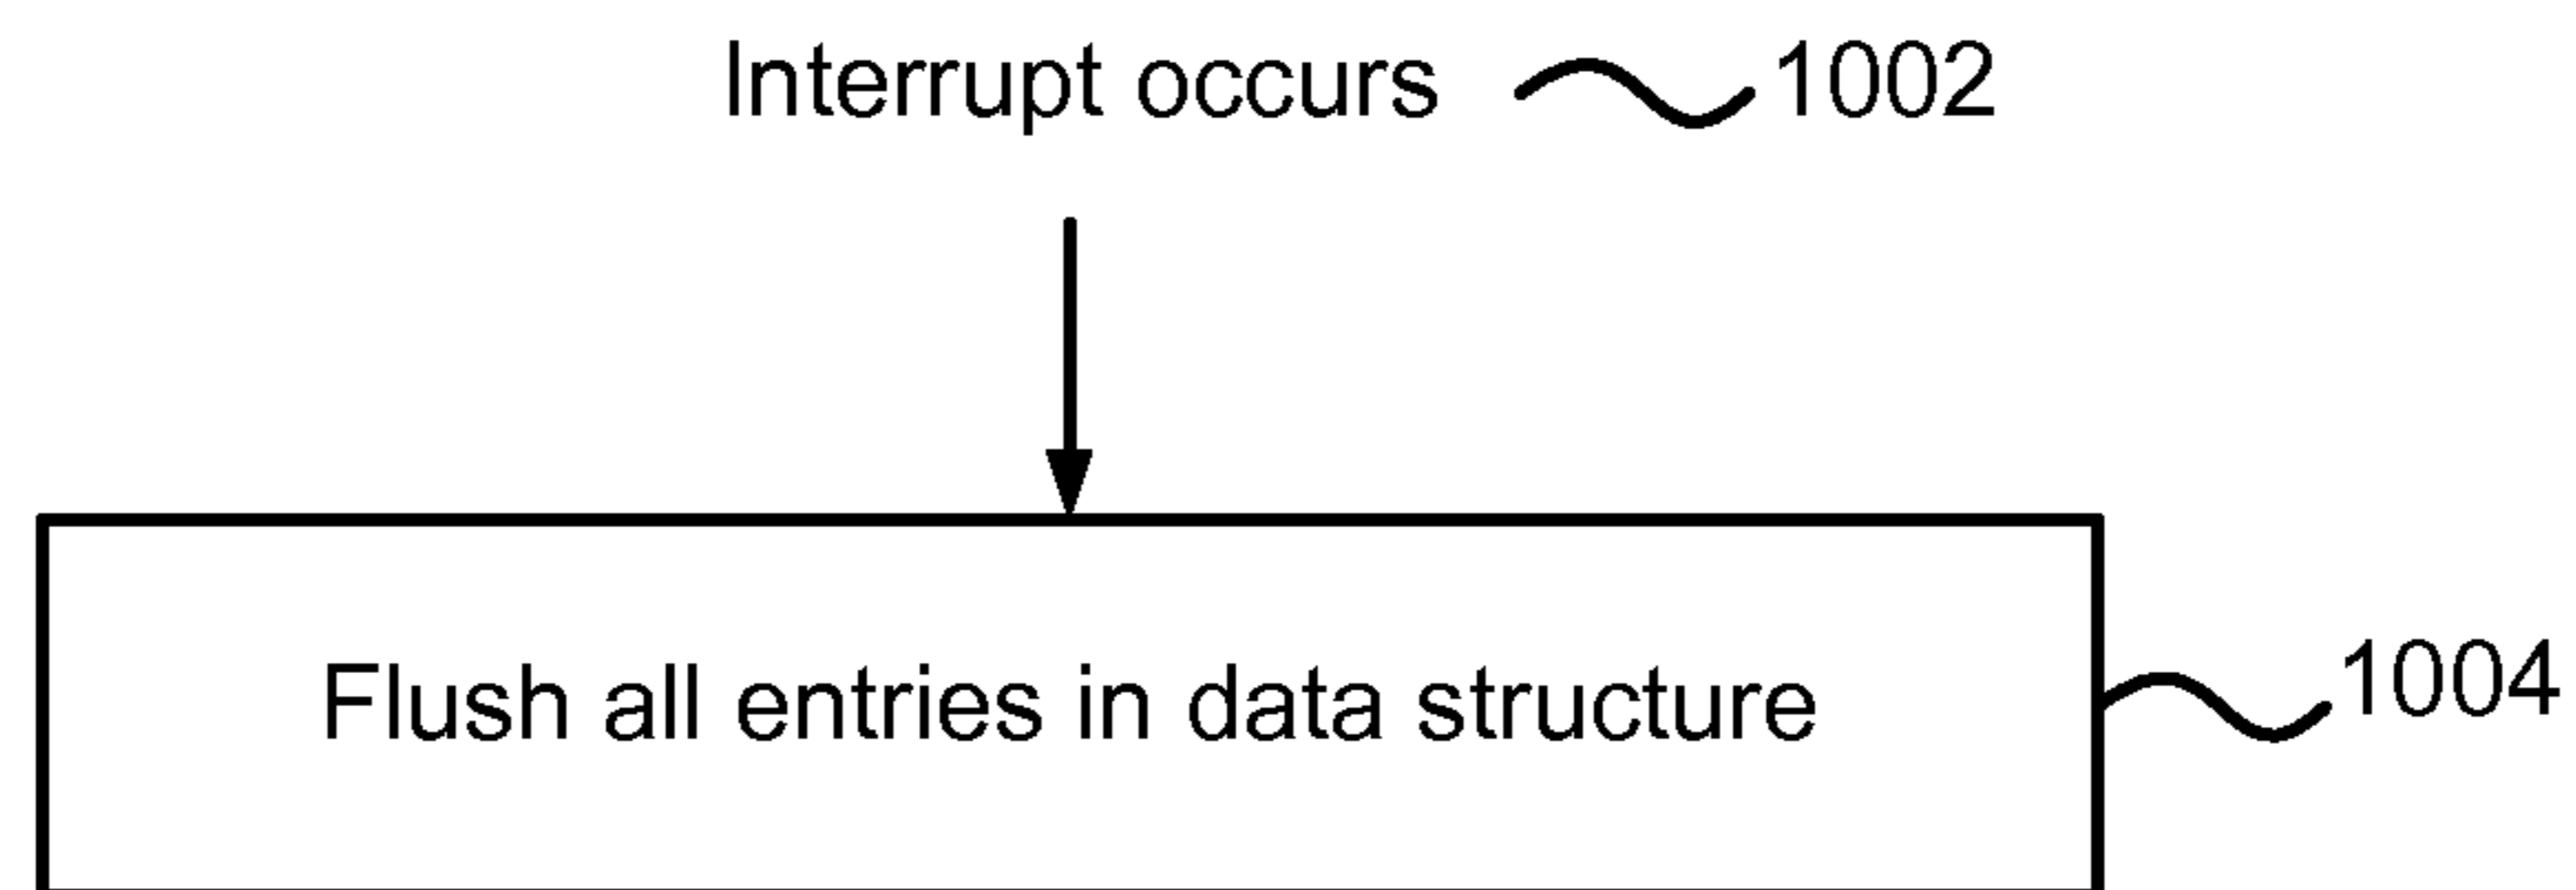 Interrupt occurs 1002
Flush all entries in data structure 1004